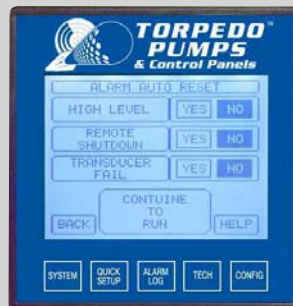 TORPEDO™
PUMPS
& Control Panels
ALARM AUTO RESET
HIGH LEVEL YES NO
REMOTE
SHUTDOWN YES NO
TRANSDUCER
FAIL YES NO
CONTUINE
TO
RUN
BACK HELP
SYSTEM QUICK SETUP ALARM LOG TECH CONFIG